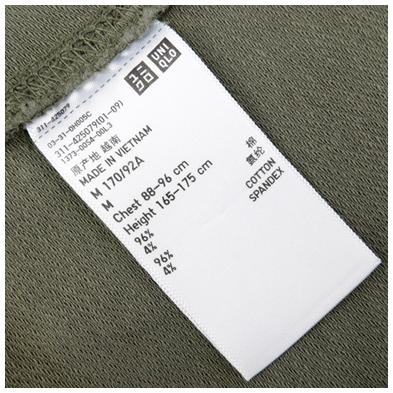 UNIQLO
311-425079
03-31-0H005C
311-425079(01-09)
1373-0054-00L3
原产地 越南
MADE IN VIETNAM
M 170/92A
M
Chest 88-96 cm
Height 165-175 cm
96% 棉
4% 氨纶
96% COTTON
4% SPANDEX